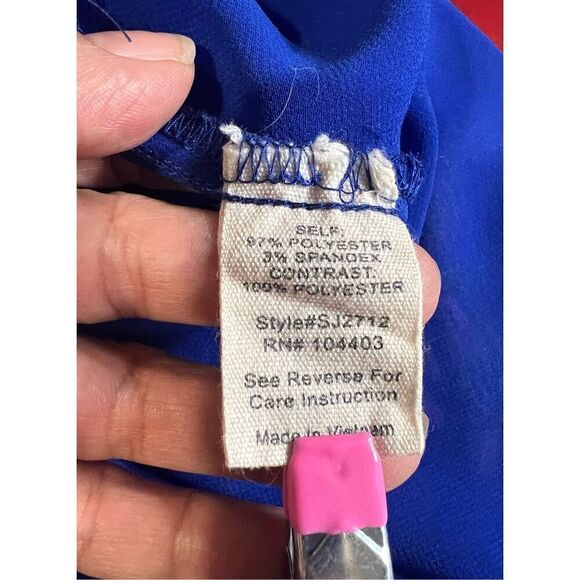 SELF:
97% POLYESTER
3% SPANDEX
CONTRAST:
100% POLYESTER
Style#SJ2712
RN# 104403
See Reverse For
Care Instruction
Made In Vietnam